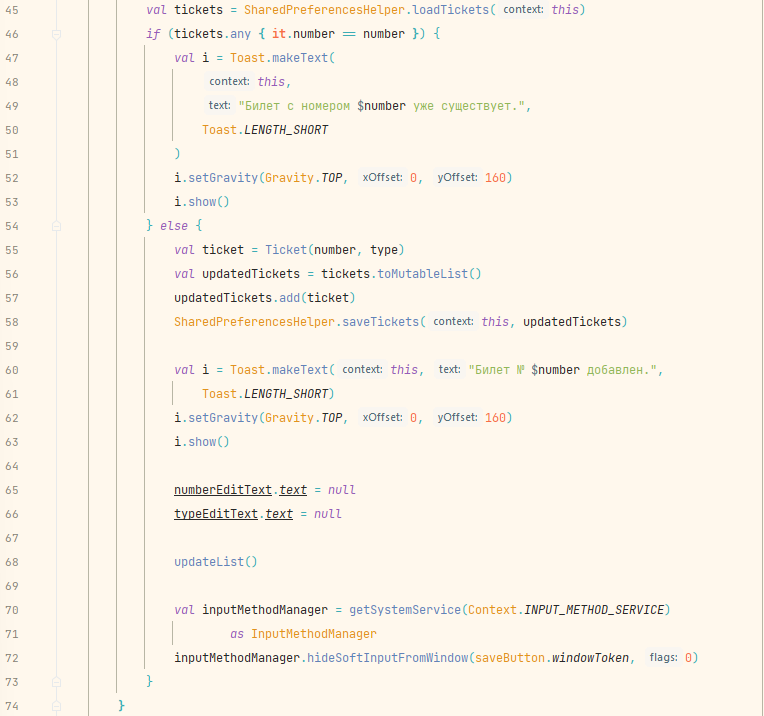 45 val tickets = SharedPreferencesHelper.loadTickets( context: this)
46 if (tickets.any { it.number == number }) {
47 val i = Toast.makeText(
48 context: this,
49 text: "Билет с номером $number уже существует.",
50 Toast.LENGTH_SHORT
51 )
52 i.setGravity(Gravity.TOP, xOffset: 0, yOffset: 160)
53 i.show()
54 } else {
55 val ticket = Ticket(number, type)
56 val updatedTickets = tickets.toMutableList()
57 updatedTickets.add(ticket)
58 SharedPreferencesHelper.saveTickets( context: this, updatedTickets)
59
60 val i = Toast.makeText( context: this, text: "Билет № $number добавлен.",
61 Toast.LENGTH_SHORT)
62 i.setGravity(Gravity.TOP, xOffset: 0, yOffset: 160)
63 i.show()
64
65 numberEditText.text = null
66 typeEditText.text = null
67
68 updateList()
69
70 val inputMethodManager = getSystemService(Context.INPUT_METHOD_SERVICE)
71 as InputMethodManager
72 inputMethodManager.hideSoftInputFromWindow(saveButton.windowToken, flags: 0)
73 }
74 }